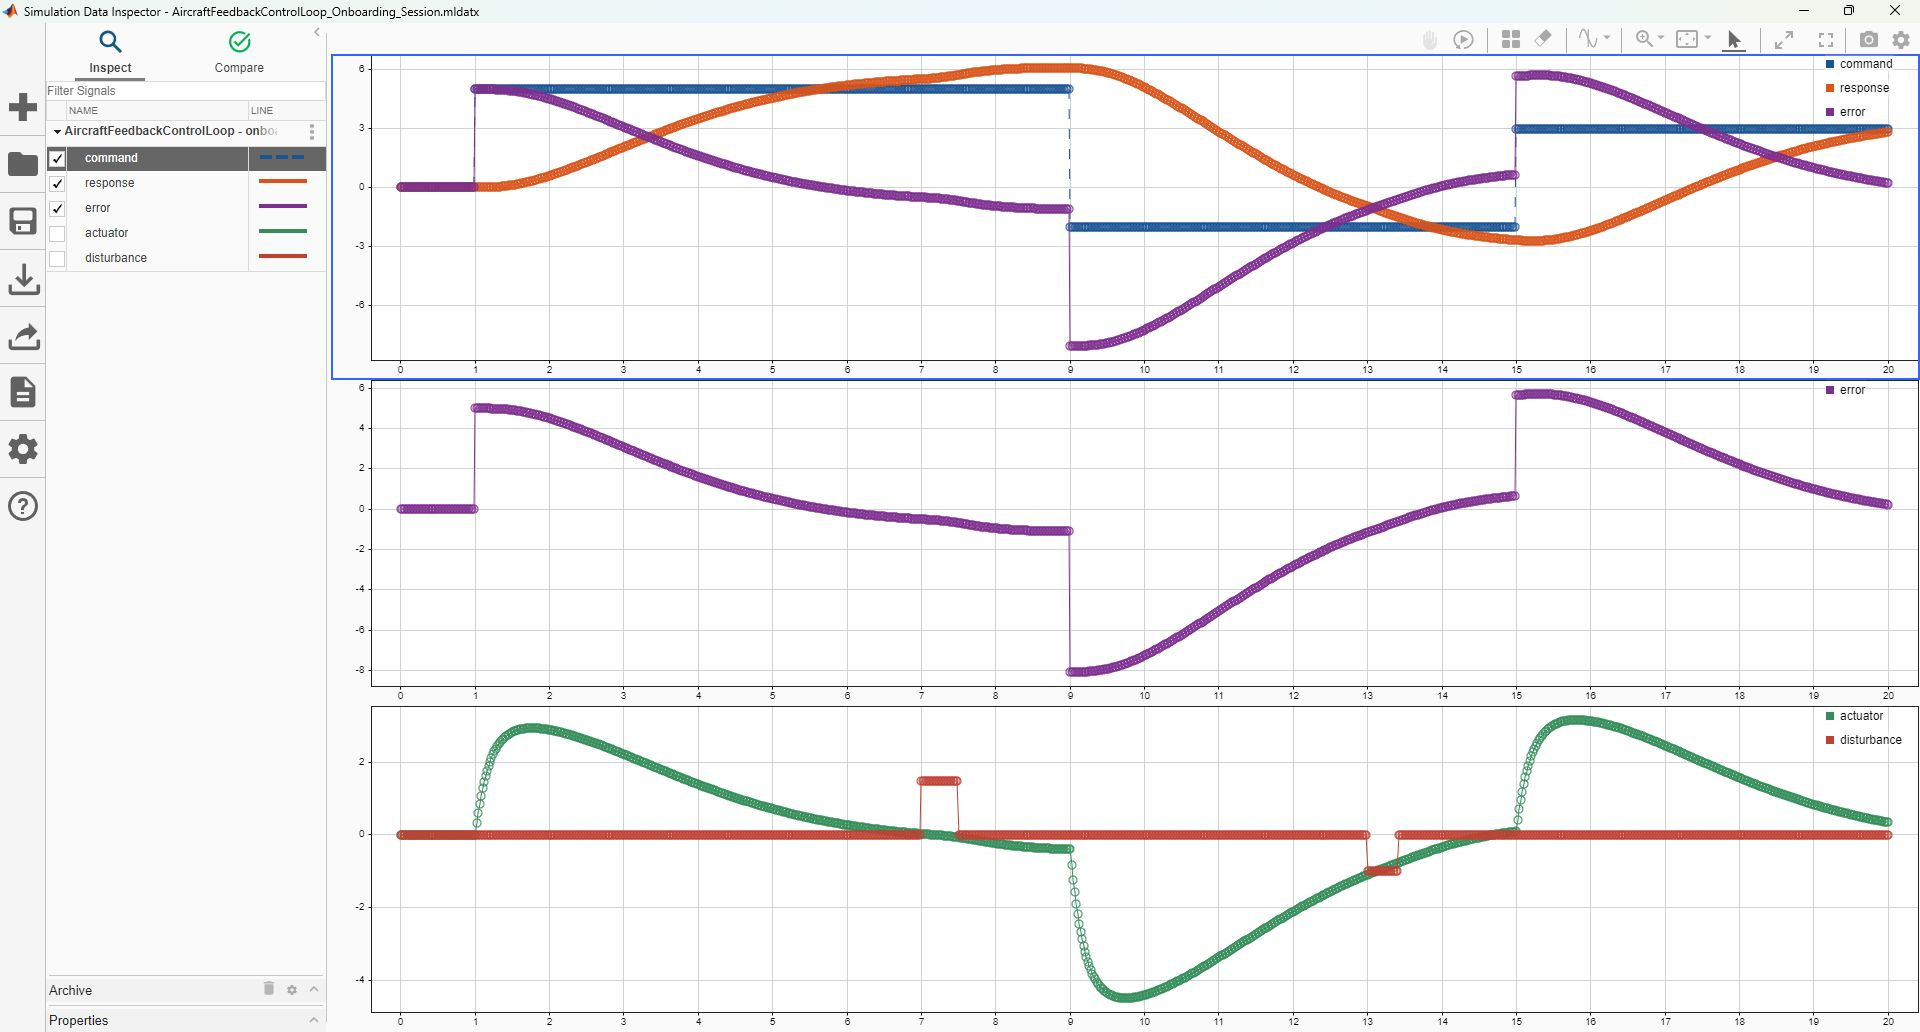 Simulation Data Inspector - AircraftFeedbackControlLoop_Onboarding_Session.mldatx
Inspect
Compare
Filter Signals
NAME LINE
AircraftFeedbackControlLoop - onbo
command
response
error
actuator
disturbance
Archive
Properties
command
response
error
6
3
0
-3
-6
0 1 2 3 4 5 6 7 8 9 10 11 12 13 14 15 16 17 18 19 20
error
6
4
2
0
-2
-4
-6
-8
0 1 2 3 4 5 6 7 8 9 10 11 12 13 14 15 16 17 18 19 20
actuator
disturbance
2
0
-2
-4
0 1 2 3 4 5 6 7 8 9 10 11 12 13 14 15 16 17 18 19 20